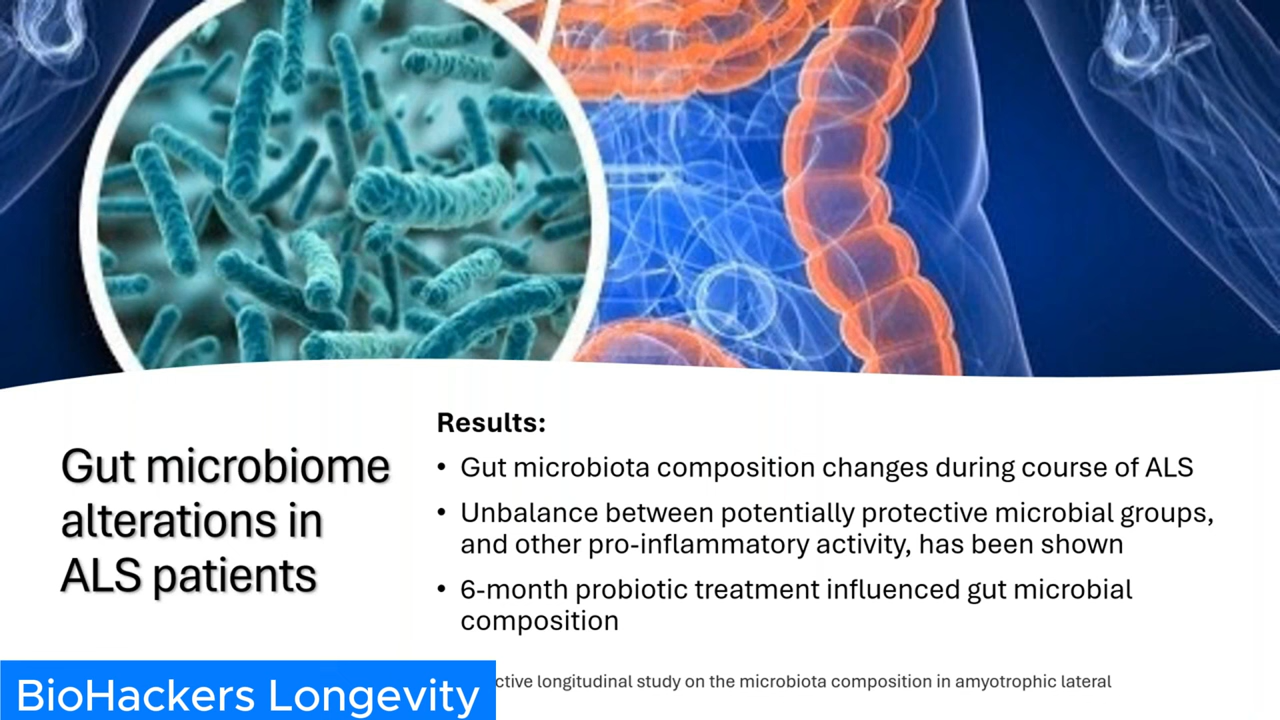 Gut microbiome
alterations in
ALS patients
Results:
• Gut microbiota composition changes during course of ALS
• Unbalance between potentially protective microbial groups,
and other pro-inflammatory activity, has been shown
• 6-month probiotic treatment influenced gut microbial
composition
longitudinal study on the microbiota composition in amyotrophic lateral
BioHackers Longevity